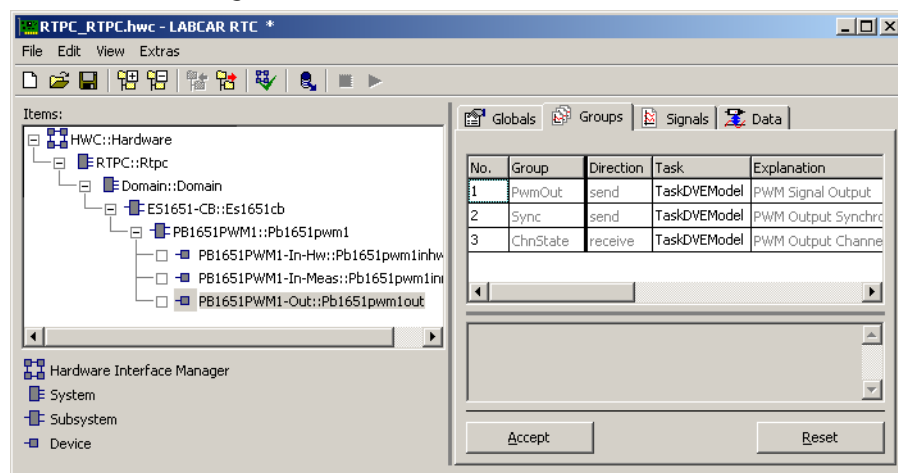 RTPC_RTPC.hwc - LABCAR RTC *
File Edit View Extras
Items:
HWC::Hardware
RTPC::Rtpc
Domain::Domain
ES1651-CB::Es1651cb
PB1651PWM1::Pb1651pwm1
PB1651PWM1-In-Hw::Pb1651pwm1inhw
PB1651PWM1-In-Meas::Pb1651pwm1in
PB1651PWM1-Out::Pb1651pwm1out
Hardware Interface Manager
System
Subsystem
Device
Globals Groups Signals Data
No. Group Direction Task Explanation
1 PwmOut send TaskDVEModel PWM Signal Output
2 Sync send TaskDVEModel PWM Output Synchro
3 ChnState receive TaskDVEModel PWM Output Channe
Accept Reset